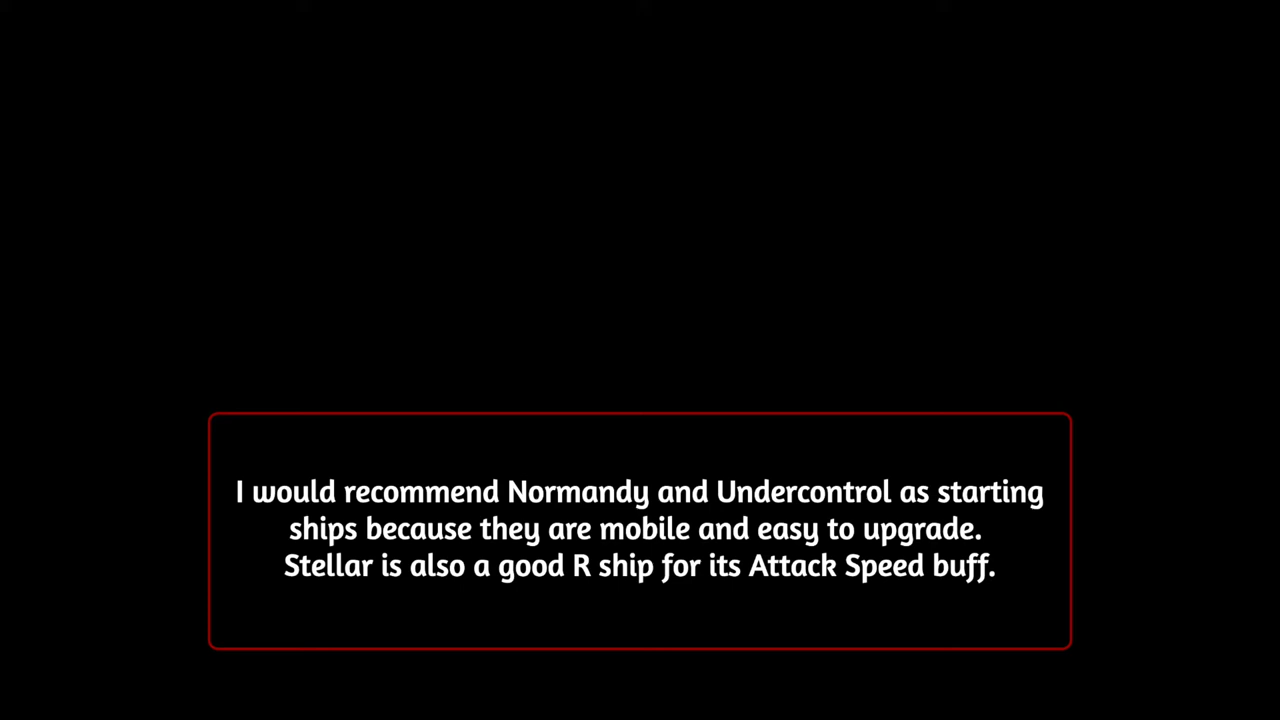 I would recommend Normandy and Undercontrol as starting
ships because they are mobile and easy to upgrade.
Stellar is also a good R ship for its Attack Speed buff.